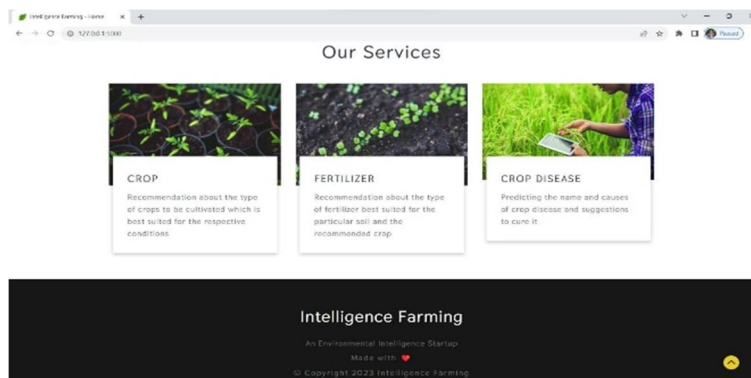 Intelligence Farming - Home
127.0.0.1:5000
Paused
Our Services
CROP
Recommendation about the type
of crops to be cultivated which is
best suited for the respective
conditions
FERTILIZER
Recommendation about the type
of fertilizer best suited for the
particular soil and the
recommended crop
CROP DISEASE
Predicting the name and causes
of crop disease and suggestions
to cure it
Intelligence Farming
An Environmental Intelligence Startup
Made with ❤
© Copyright 2023 Intelligence Farming